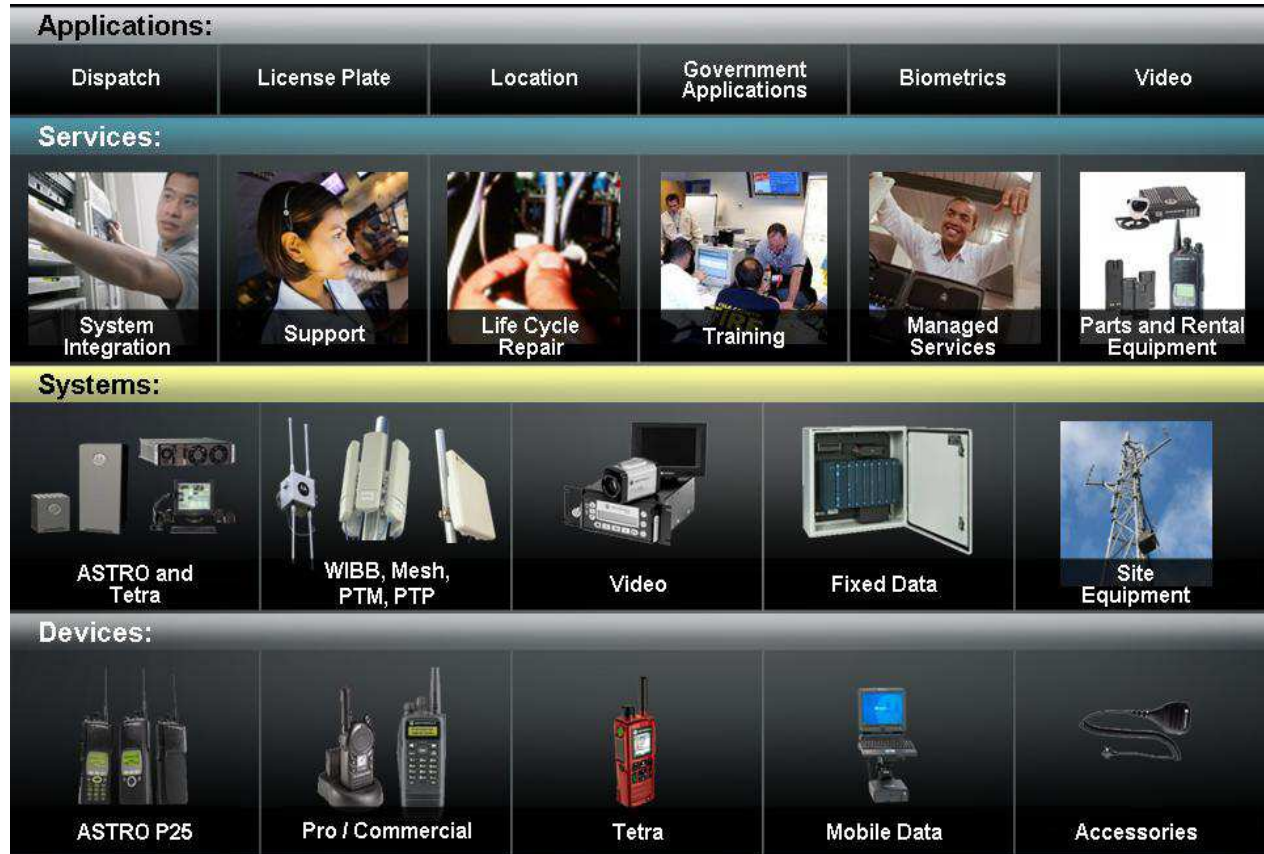 Applications:
Dispatch
License Plate
Location
Government
Applications
Biometrics
Video
Services:
System
Integration
Support
Life Cycle
Repair
Training
Managed
Services
Parts and Rental
Equipment
Systems:
ASTRO and
Tetra
WIBB, Mesh,
PTM, PTP
Video
Fixed Data
Site
Equipment
Devices:
ASTRO P25
Pro / Commercial
Tetra
Mobile Data
Accessories